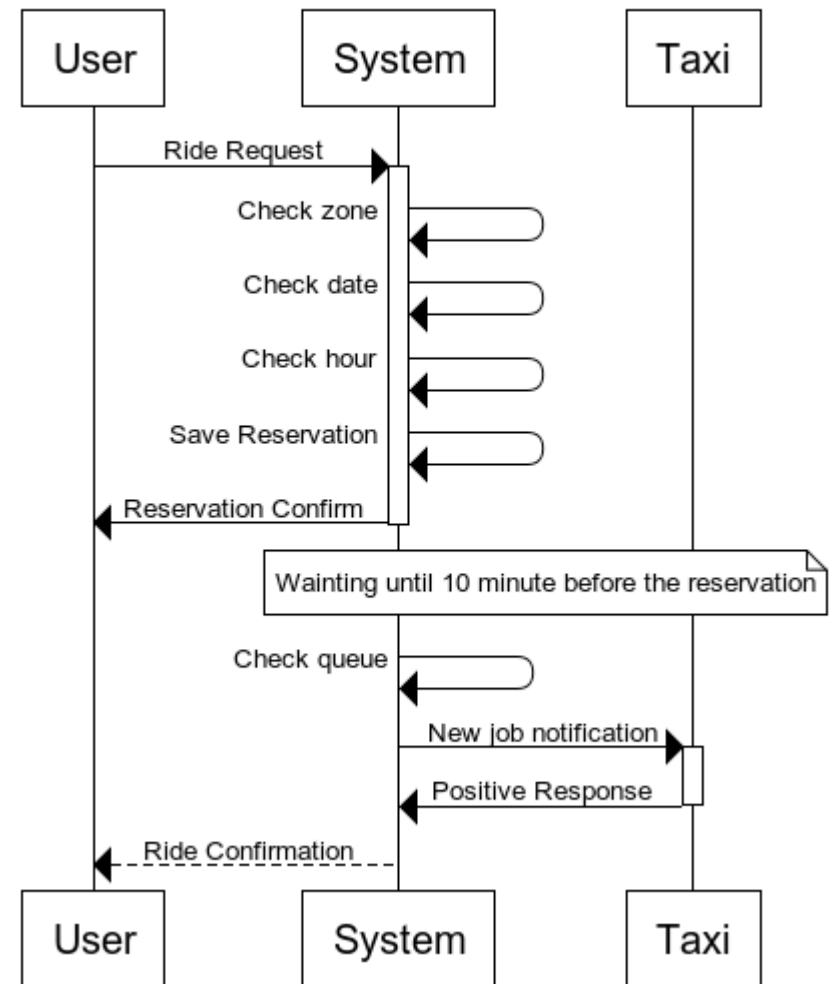 User
System
Taxi
Ride Request
Check zone
Check date
Check hour
Save Reservation
Reservation Confirm
Wainting until 10 minute before the reservation
Check queue
New job notification
Positive Response
Ride Confirmation
User
System
Taxi